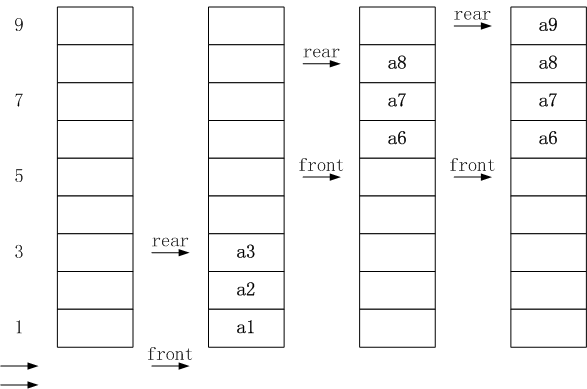 9 rear a9
rear a8 a8
7 a7 a7
a6 a6
5 front front
3 rear a3
a2
1 a1
front